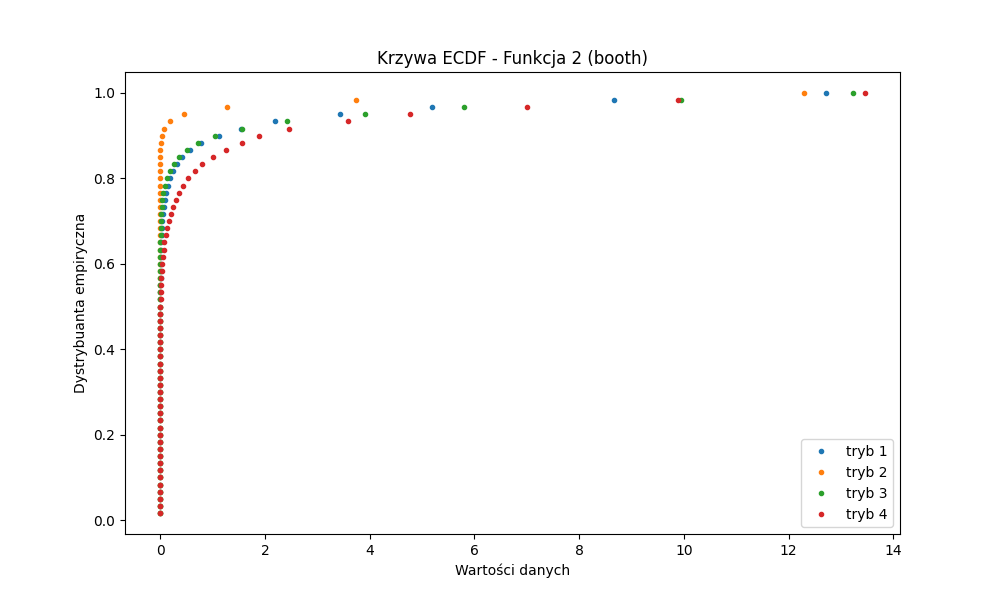 Krzywa ECDF - Funkcja 2 (booth)
1.0
0.8
0.6
0.4
0.2
0.0
Dystrybuanta empiryczna
tryb 1
tryb 2
tryb 3
tryb 4
0 2 4 6 8 10 12 14
Wartości danych